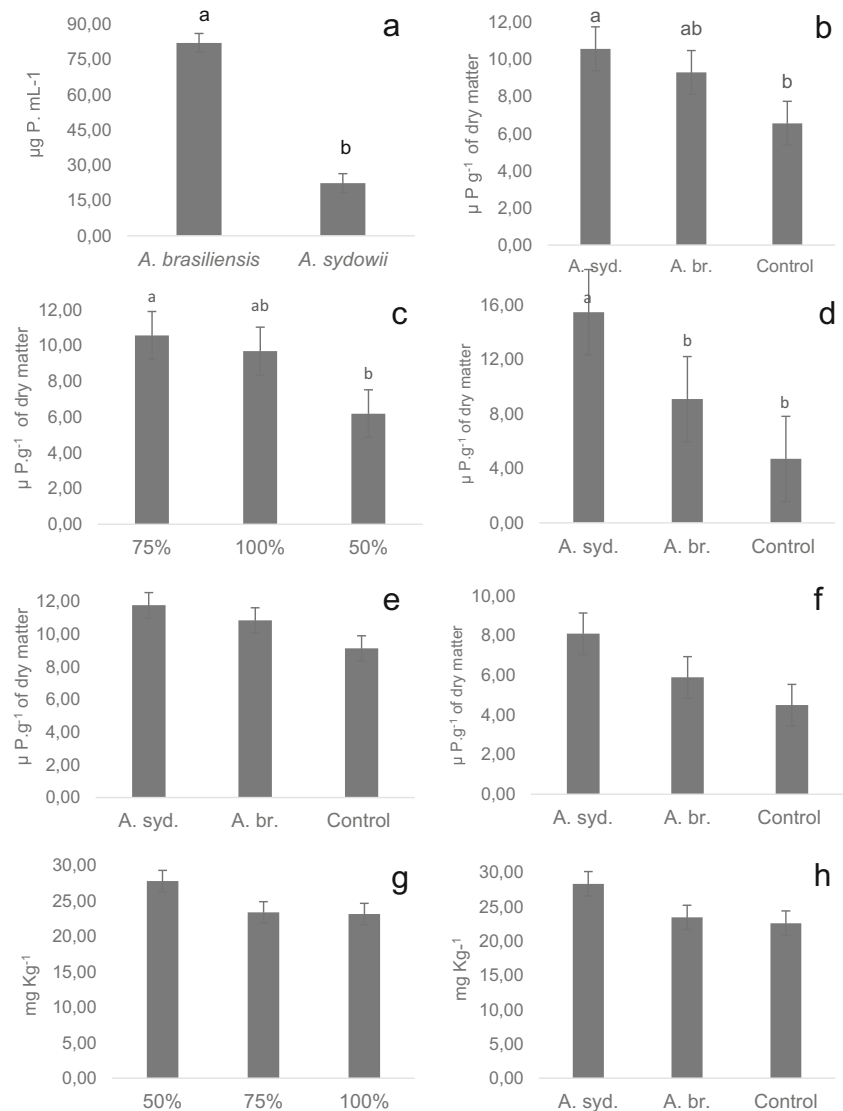 a
µg P. mL-1
90,00
75,00
60,00
45,00
30,00
15,00
0,00
a
b
A. brasiliensis A. sydowii
b
µ P g-1 of dry matter
12,00
10,00
8,00
6,00
4,00
2,00
0,00
a ab b
A. syd. A. br. Control
c
µ P.g-1 of dry matter
12,00
10,00
8,00
6,00
4,00
2,00
0,00
a ab b
75% 100% 50%
d
µ P.g-1 of dry matter
16,00
12,00
8,00
4,00
0,00
a b b
A. syd. A. br. Control
e
µ P.g-1 of dry matter
12,00
10,00
8,00
6,00
4,00
2,00
0,00
A. syd. A. br. Control
f
µ P.g-1 of dry matter
10,00
8,00
6,00
4,00
2,00
0,00
A. syd. A. br. Control
g
mg Kg-1
30,00
25,00
20,00
15,00
10,00
5,00
0,00
50% 75% 100%
h
mg Kg-1
30,00
25,00
20,00
15,00
10,00
5,00
0,00
A. syd. A. br. Control